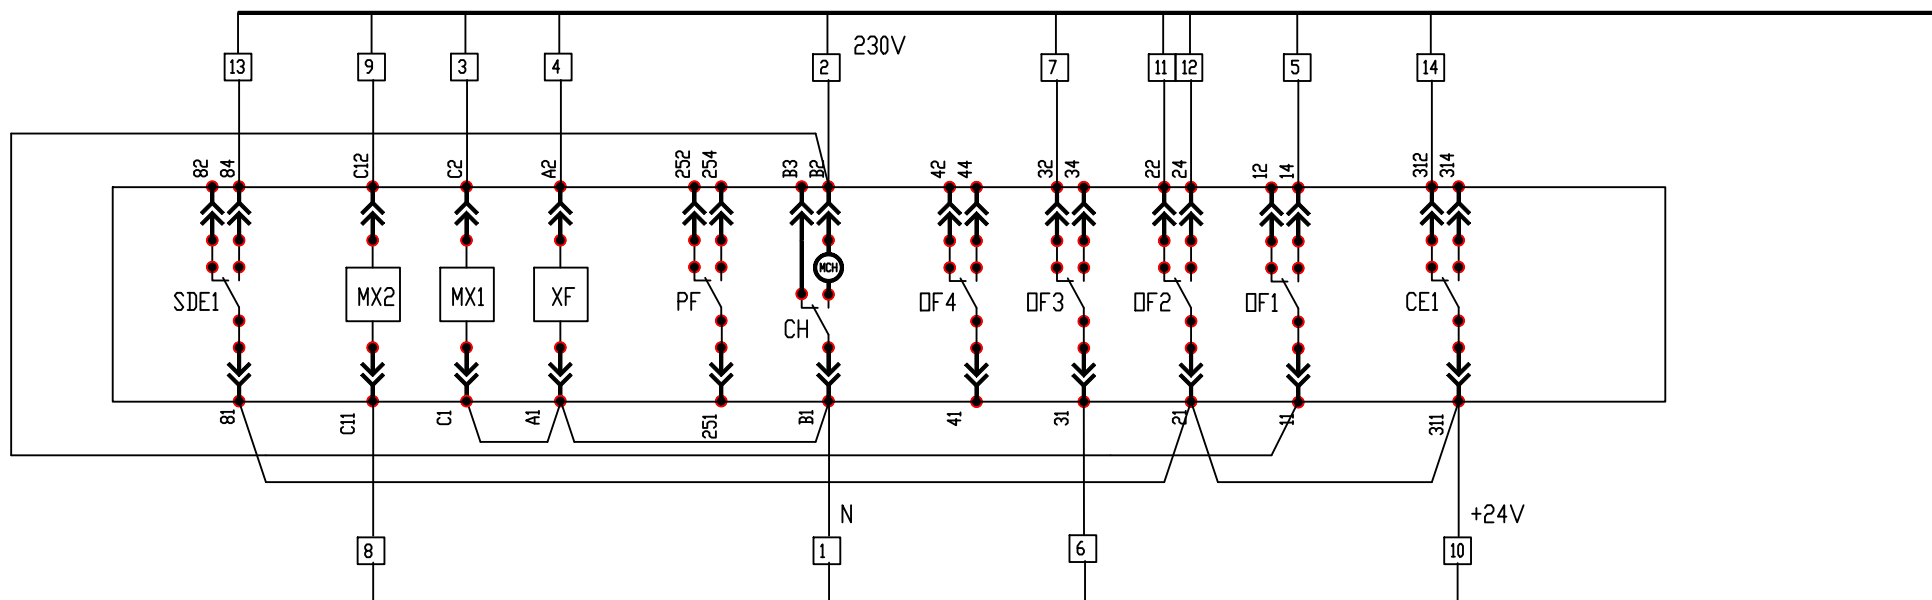 230V
13 9 3 4 2 7 11 12 5 14
82 84 C12 C2 A2 252 254 B3 B2 42 44 32 34 22 24 12 14 312 314
MCH
SDE1 MX2 MX1 XF PF OF4 OF3 OF2 OF1 CE1
CH
81 C11 C1 A1 251 B1 41 31 21 11 311
N +24V
8 1 6 10